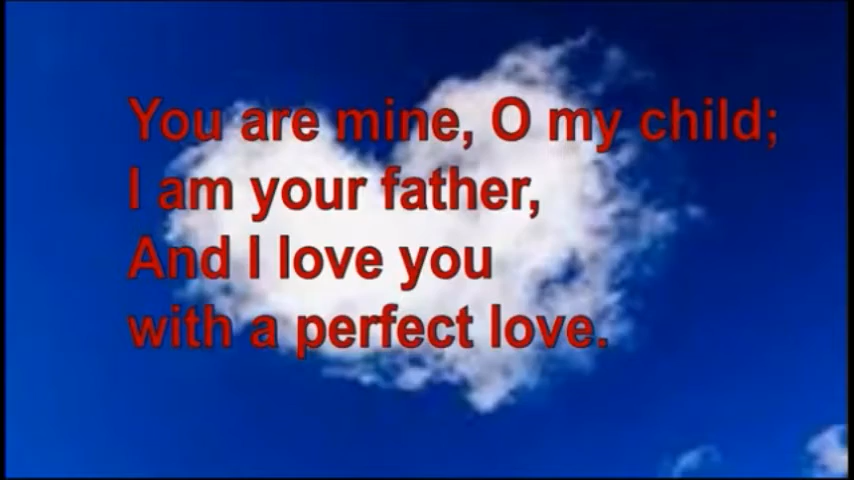 You are mine, O my child;
I am your father,
And I love you
with a perfect love.